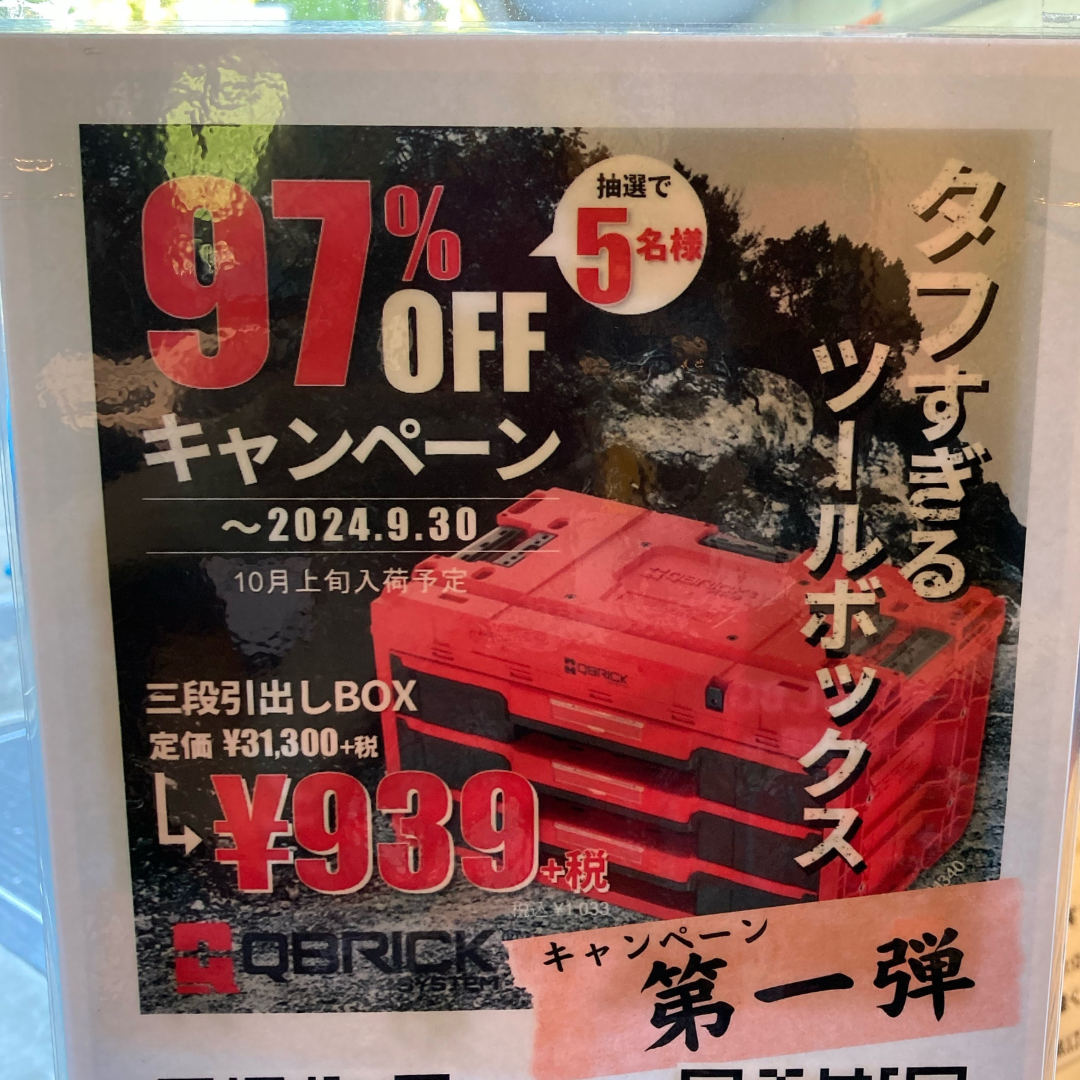 97%
OFF
抽選で
5名様
タフすぎる
ツールボックス
キャンペーン
～2024.9.30
10月上旬入荷予定
QBRICK
三段引出しBOX
定価 ¥31,300+税
¥939+税
税込 ¥1,033
QBRICK
SYSTEM
キャンペーン
第一弾